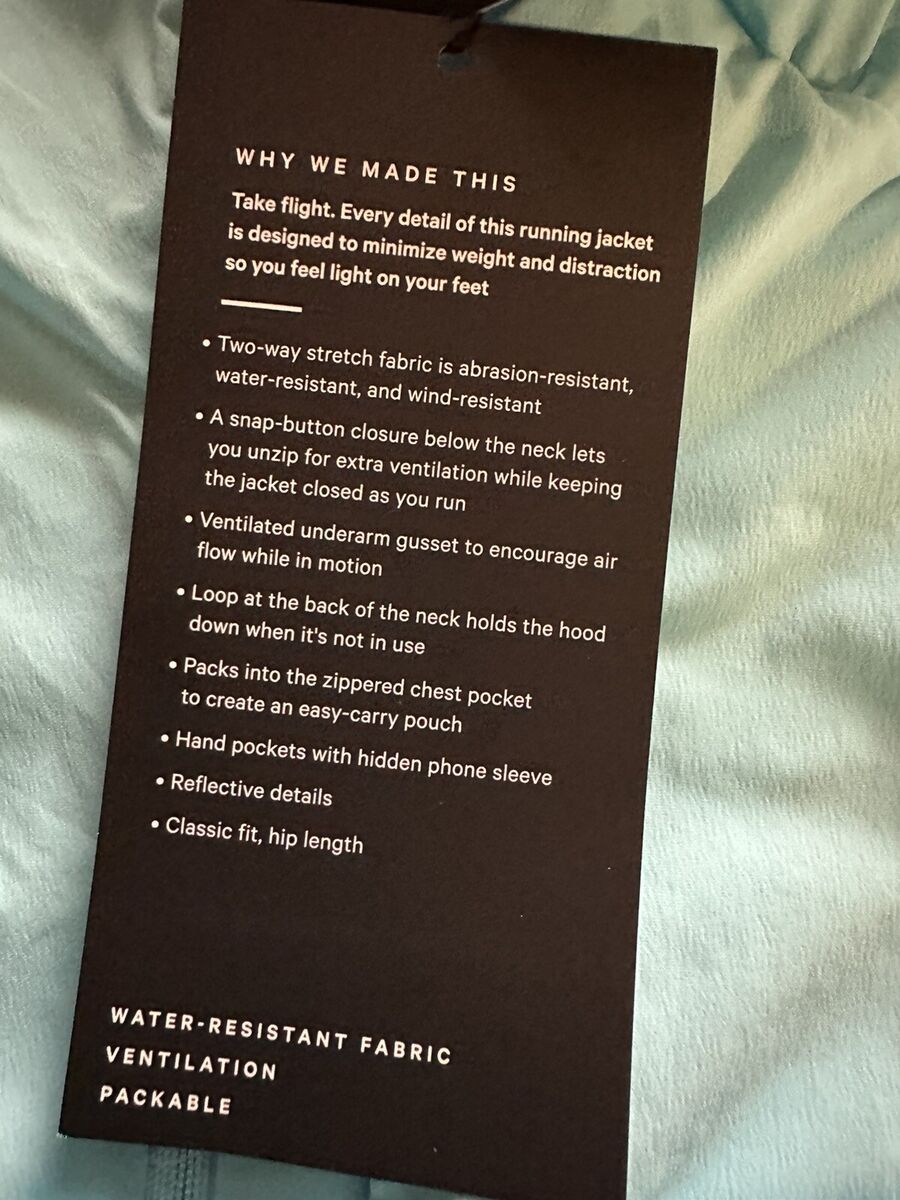 WHY WE MADE THIS
Take flight. Every detail of this running jacket
is designed to minimize weight and distraction
so you feel light on your feet
• Two-way stretch fabric is abrasion-resistant,
water-resistant, and wind-resistant
• A snap-button closure below the neck lets
you unzip for extra ventilation while keeping
the jacket closed as you run
• Ventilated underarm gusset to encourage air
flow while in motion
• Loop at the back of the neck holds the hood
down when it's not in use
• Packs into the zippered chest pocket
to create an easy-carry pouch
• Hand pockets with hidden phone sleeve
• Reflective details
• Classic fit, hip length
WATER-RESISTANT FABRIC
VENTILATION
PACKABLE